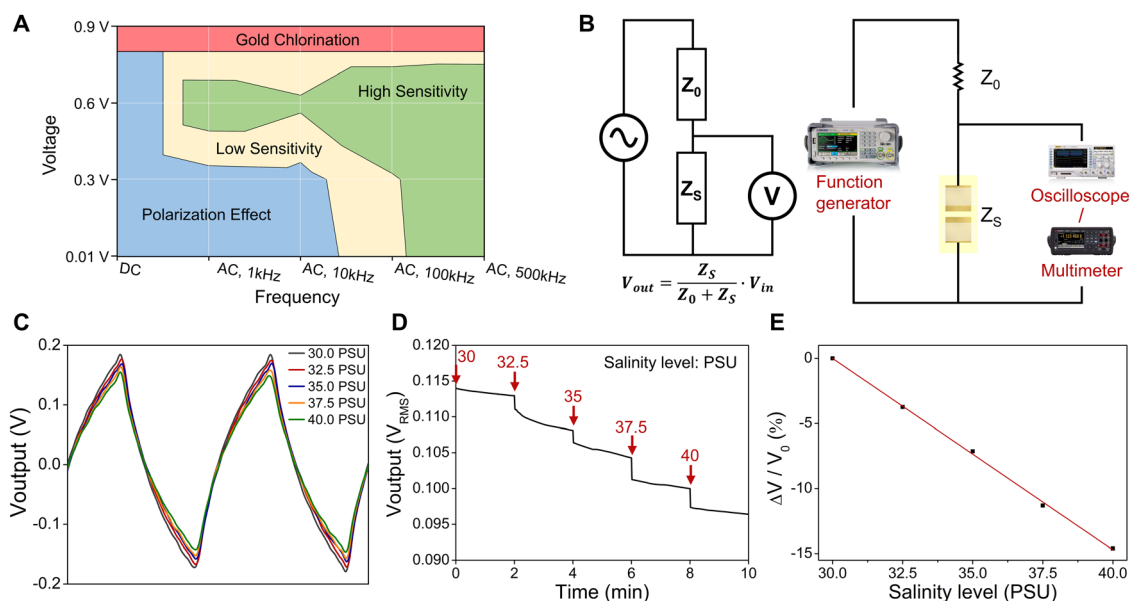 A
0.9 V
0.6 V
0.3 V
0.01 V
Voltage
Gold Chlorination
High Sensitivity
Low Sensitivity
Polarization Effect
DC
AC, 1kHz
AC, 10kHz
AC, 100kHz
AC, 500kHz
Frequency
B
Z0
ZS
V
Vout = ZS / (Z0 + ZS) · Vin
Function
generator
Z0
ZS
Oscilloscope
/
Multimeter
C
0.2
0.1
0.0
-0.1
-0.2
Voutput (V)
30.0 PSU
32.5 PSU
35.0 PSU
37.5 PSU
40.0 PSU
D
0.120
0.115
0.110
0.105
0.100
0.095
0.090
Voutput (VRMS)
Salinity level: PSU
30
32.5
35
37.5
40
0 2 4 6 8 10
Time (min)
E
0
-5
-10
-15
ΔV / V0 (%)
30.0 32.5 35.0 37.5 40.0
Salinity level (PSU)